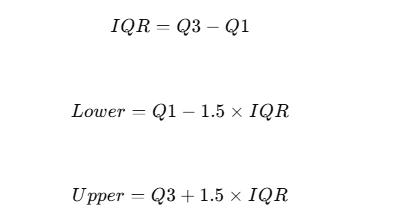 IQR = Q3 − Q1
Lower = Q1 − 1.5 × IQR
Upper = Q3 + 1.5 × IQR